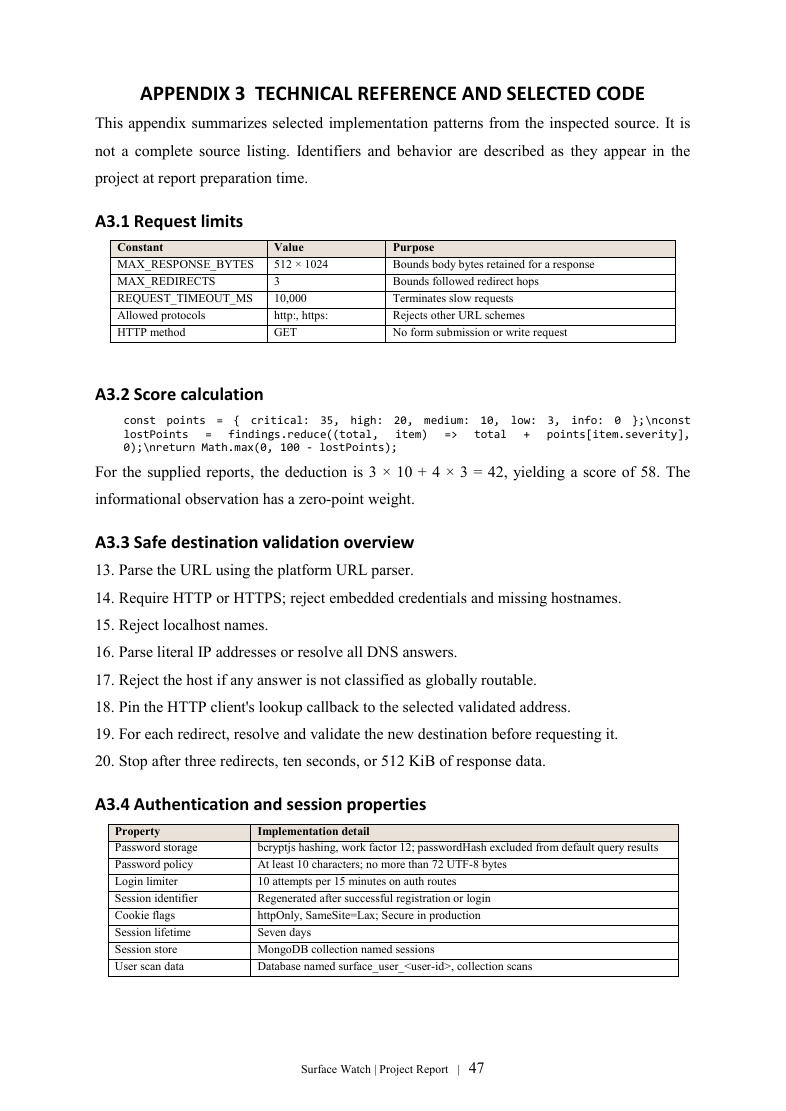 APPENDIX 3  TECHNICAL REFERENCE AND SELECTED CODE
This appendix summarizes selected implementation patterns from the inspected source. It is
not a complete source listing. Identifiers and behavior are described as they appear in the
project at report preparation time.
A3.1 Request limits
Constant Value Purpose
MAX_RESPONSE_BYTES 512 × 1024 Bounds body bytes retained for a response
MAX_REDIRECTS 3 Bounds followed redirect hops
REQUEST_TIMEOUT_MS 10,000 Terminates slow requests
Allowed protocols http:, https: Rejects other URL schemes
HTTP method GET No form submission or write request
A3.2 Score calculation
const points = { critical: 35, high: 20, medium: 10, low: 3, info: 0 };\nconst
lostPoints = findings.reduce((total, item) => total + points[item.severity],
0);\nreturn Math.max(0, 100 - lostPoints);
For the supplied reports, the deduction is 3 × 10 + 4 × 3 = 42, yielding a score of 58. The
informational observation has a zero-point weight.
A3.3 Safe destination validation overview
13. Parse the URL using the platform URL parser.
14. Require HTTP or HTTPS; reject embedded credentials and missing hostnames.
15. Reject localhost names.
16. Parse literal IP addresses or resolve all DNS answers.
17. Reject the host if any answer is not classified as globally routable.
18. Pin the HTTP client's lookup callback to the selected validated address.
19. For each redirect, resolve and validate the new destination before requesting it.
20. Stop after three redirects, ten seconds, or 512 KiB of response data.
A3.4 Authentication and session properties
Property Implementation detail
Password storage bcryptjs hashing, work factor 12; passwordHash excluded from default query results
Password policy At least 10 characters; no more than 72 UTF-8 bytes
Login limiter 10 attempts per 15 minutes on auth routes
Session identifier Regenerated after successful registration or login
Cookie flags httpOnly, SameSite=Lax; Secure in production
Session lifetime Seven days
Session store MongoDB collection named sessions
User scan data Database named surface_user_<user-id>, collection scans
Surface Watch | Project Report | 47